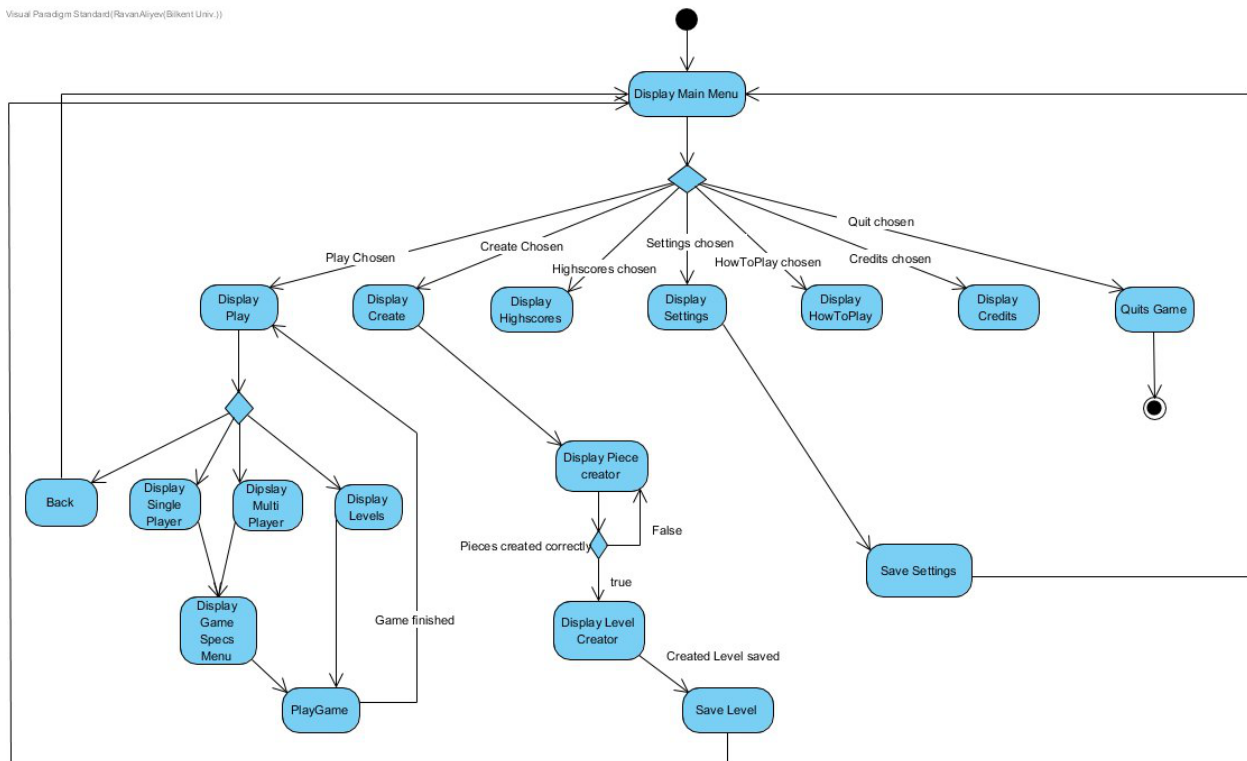 Visual Paradigm Standard(RavanAliyev(Bilkent Univ.))
Display Main Menu
Quit chosen
Settings chosen
Create Chosen
Play Chosen
Credits chosen
HowToPlay chosen
Highscores chosen
Display
Play
Display
Create
Display
Highscores
Display
Settings
Display
HowToPlay
Display
Credits
Quits Game
Display Piece
creator
Back
Display
Single
Player
Dipslay
Multi
Player
Display
Levels
False
Pieces created correctly
Save Settings
true
Display
Game
Specs
Menu
Game finished
Display Level
Creator
Created Level saved
PlayGame
Save Level